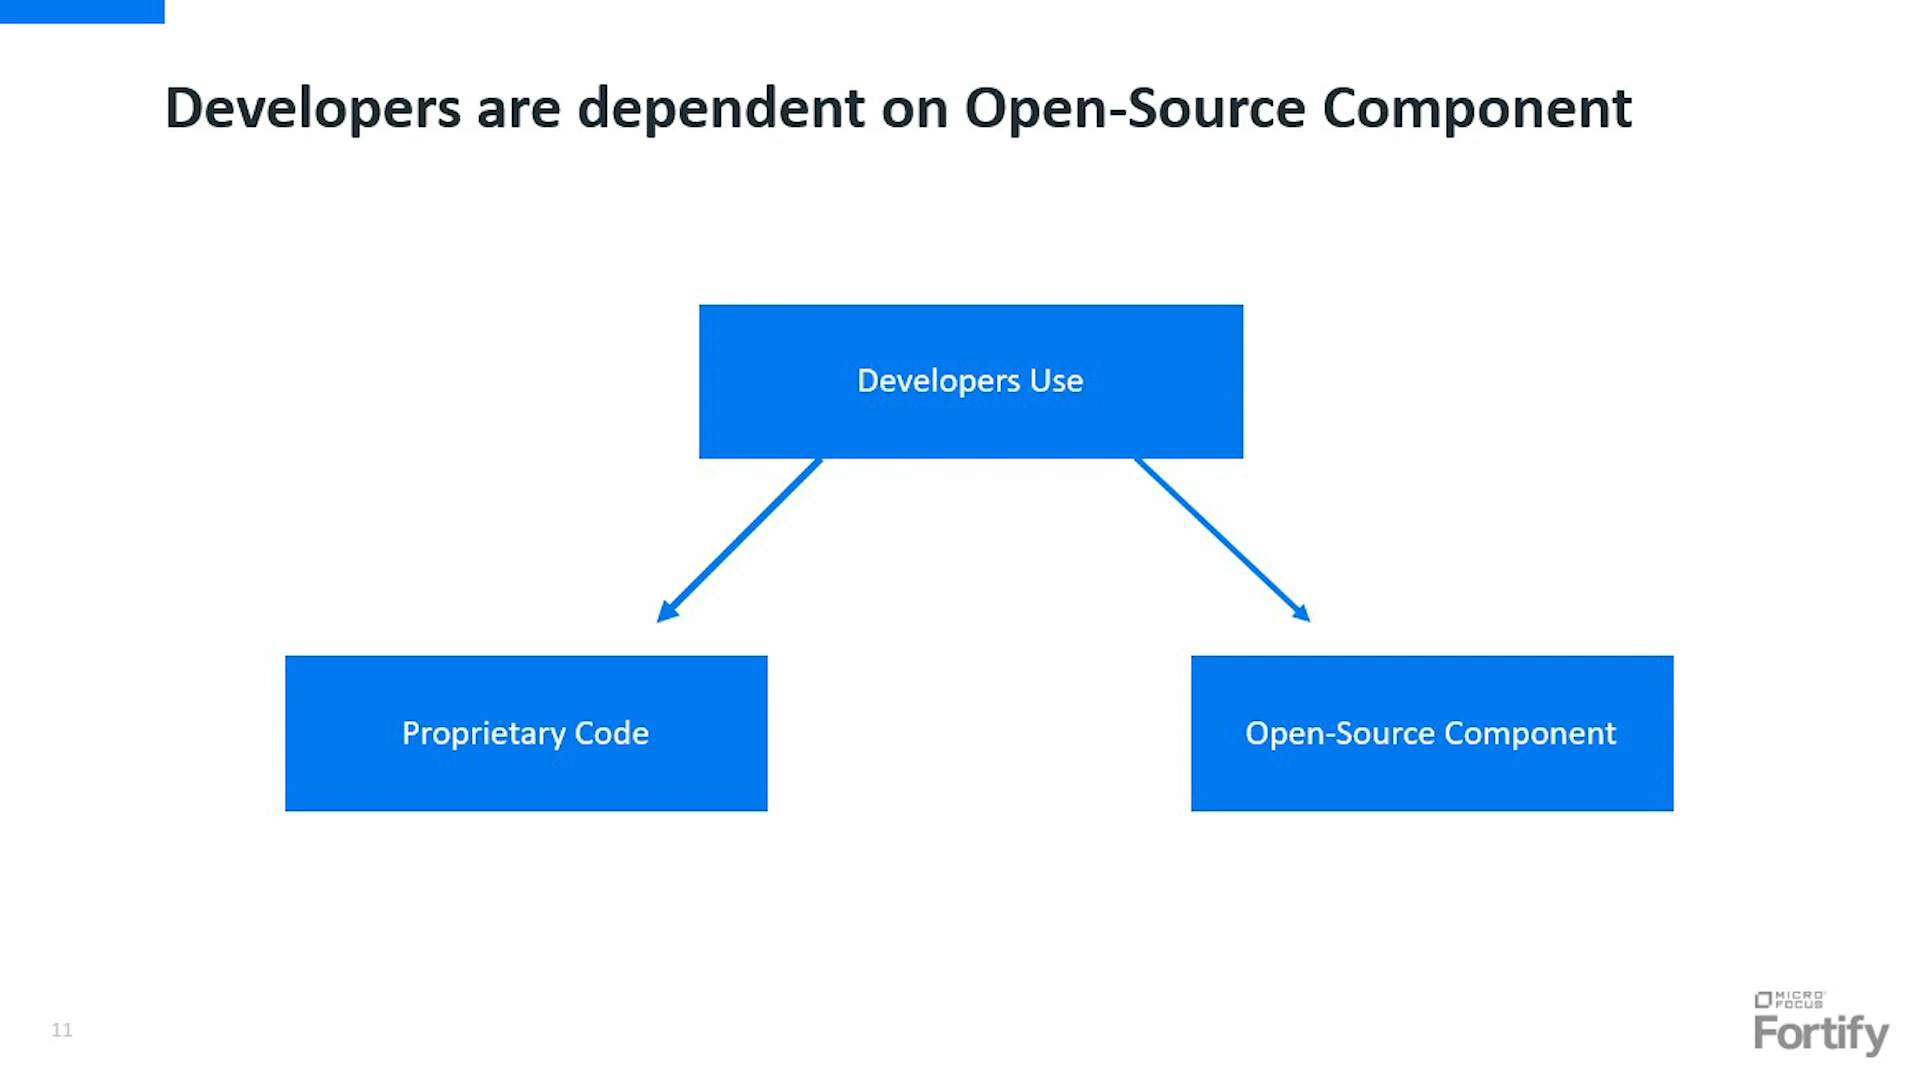 Developers are dependent on Open-Source Component
Developers Use
Proprietary Code
Open-Source Component
11
MICRO
FOCUS
Fortify